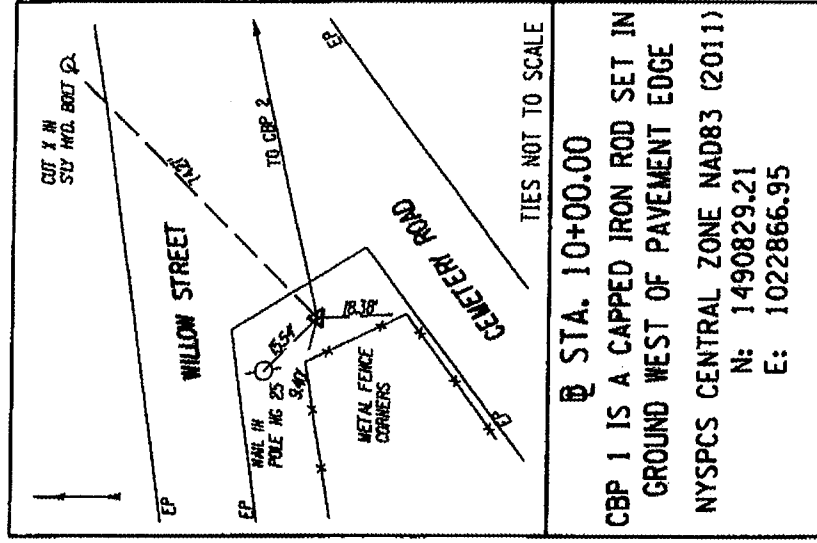 CUT X IN
S'LY HYD. BOLT
EP
TO CBP 2
WILLOW STREET
EP
EP
15.54'
18.38'
9.40'
NAIL IN
POLE NG 25
METAL FENCE
CORNERS
CEMETERY ROAD
EP
TIES NOT TO SCALE
STA. 10+00.00
CBP 1 IS A CAPPED IRON ROD SET IN
GROUND WEST OF PAVEMENT EDGE
NYSPCS CENTRAL ZONE NAD83 (2011)
N: 1490829.21
E: 1022866.95